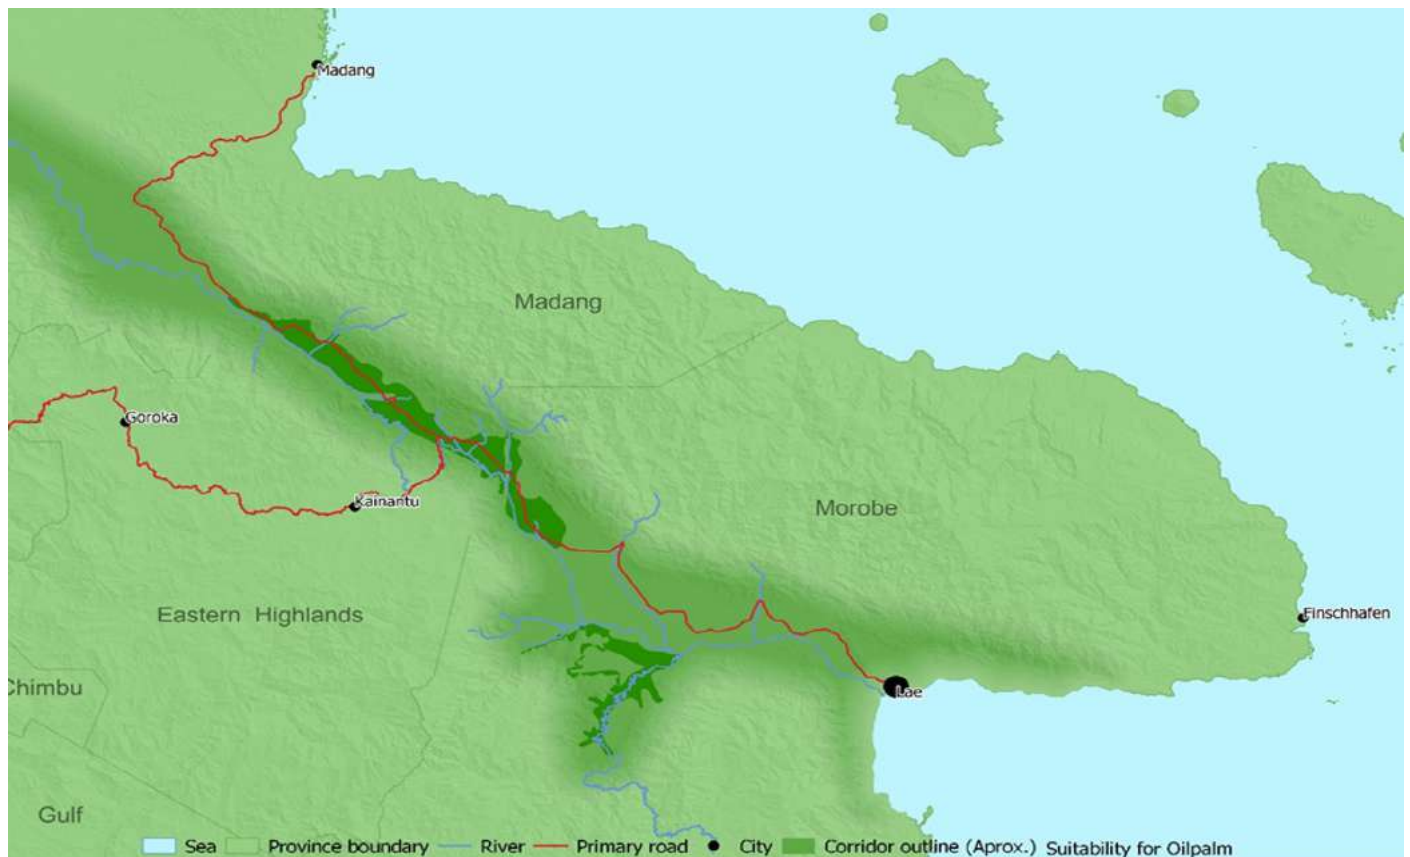 Madang
Madang
Goroka
Kainantu
Morobe
Eastern Highlands
Finschhafen
Chimbu
Lae
Gulf
Sea Province boundary River Primary road City Corridor outline (Aprox.) Suitability for Oilpalm